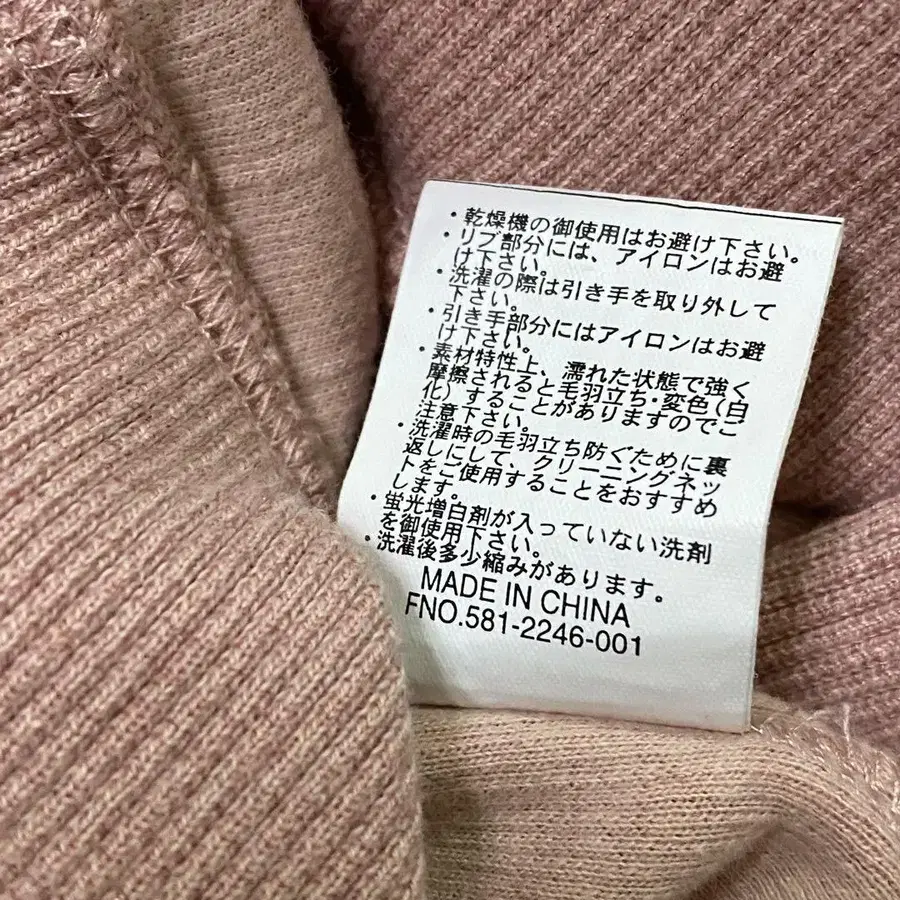 ・乾燥機の御使用はお避け下さい。
・リブ部分には、アイロンはお避
け下さい。
・洗濯の際は引き手を取り外して
下さい。
・引き手部分にはアイロンはお避
け下さい。
・素材特性上、濡れた状態で強く
摩擦されると毛羽立ち・変色(白
化)することがありますのでご
注意下さい。
・洗濯時の毛羽立ち防ぐために裏
返しにして、クリーニングネッ
トをご使用することをおすすめ
します。
・蛍光増白剤が入っていない洗剤
を御使用下さい。
・洗濯後多少縮みがあります。
MADE IN CHINA
FNO.581-2246-001